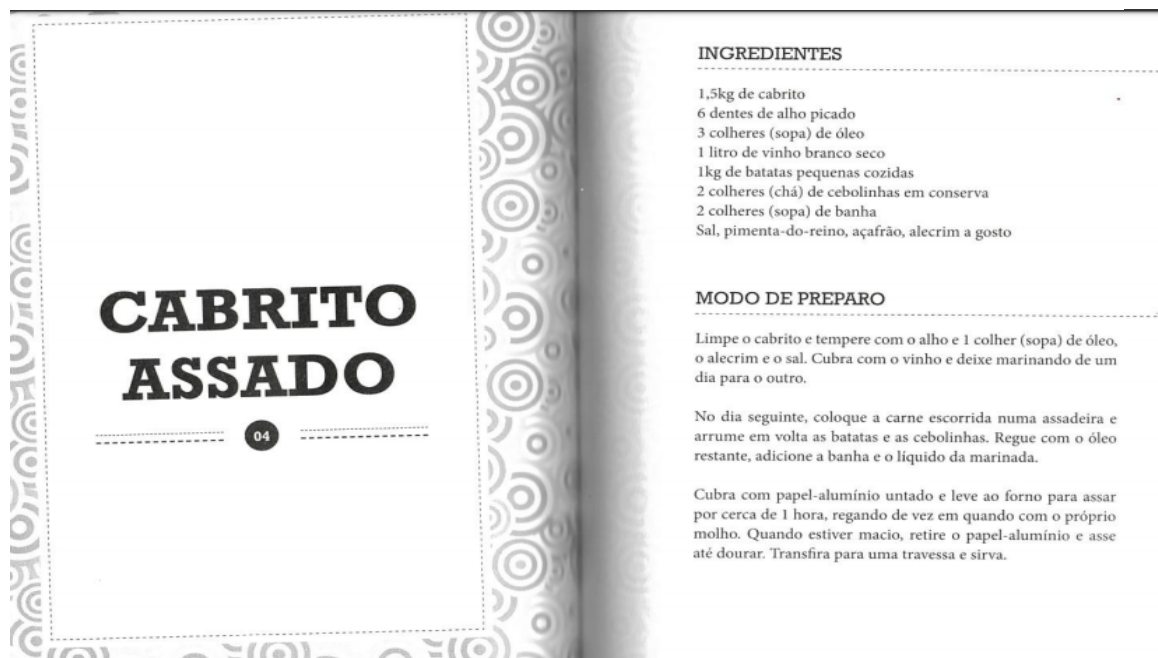 CABRITO
ASSADO
04
INGREDIENTES
1,5kg de cabrito
6 dentes de alho picado
3 colheres (sopa) de óleo
1 litro de vinho branco seco
1kg de batatas pequenas cozidas
2 colheres (chá) de cebolinhas em conserva
2 colheres (sopa) de banha
Sal, pimenta-do-reino, açafrão, alecrim a gosto
MODO DE PREPARO
Limpe o cabrito e tempere com o alho e 1 colher (sopa) de óleo,
o alecrim e o sal. Cubra com o vinho e deixe marinando de um
dia para o outro.
No dia seguinte, coloque a carne escorrida numa assadeira e
arrume em volta as batatas e as cebolinhas. Regue com o óleo
restante, adicione a banha e o líquido da marinada.
Cubra com papel-alumínio untado e leve ao forno para assar
por cerca de 1 hora, regando de vez em quando com o próprio
molho. Quando estiver macio, retire o papel-alumínio e asse
até dourar. Transfira para uma travessa e sirva.